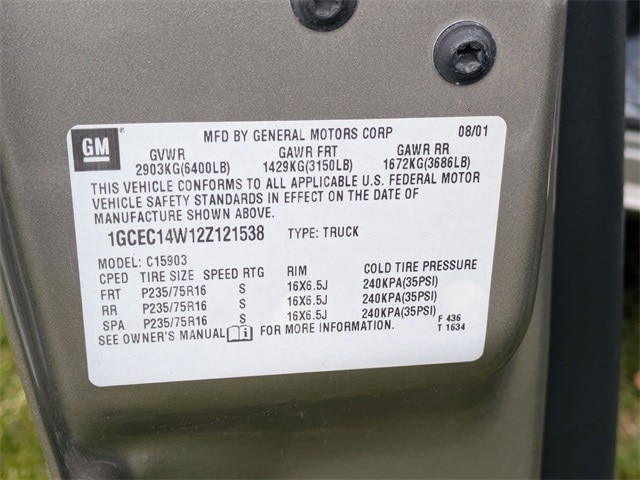 GM MFD BY GENERAL MOTORS CORP 08/01
GVWR GAWR FRT GAWR RR
2903KG(6400LB) 1429KG(3150LB) 1672KG(3686LB)
THIS VEHICLE CONFORMS TO ALL APPLICABLE U.S. FEDERAL MOTOR
VEHICLE SAFETY STANDARDS IN EFFECT ON THE DATE OF
MANUFACTURE SHOWN ABOVE.
1GCEC14W12Z121538 TYPE: TRUCK
MODEL: C15903
CPED TIRE SIZE SPEED RTG RIM COLD TIRE PRESSURE
FRT P235/75R16 S 16X6.5J 240KPA(35PSI)
RR P235/75R16 S 16X6.5J 240KPA(35PSI)
SPA P235/75R16 S 16X6.5J 240KPA(35PSI)
SEE OWNER'S MANUAL i FOR MORE INFORMATION.
F 436
T 1634